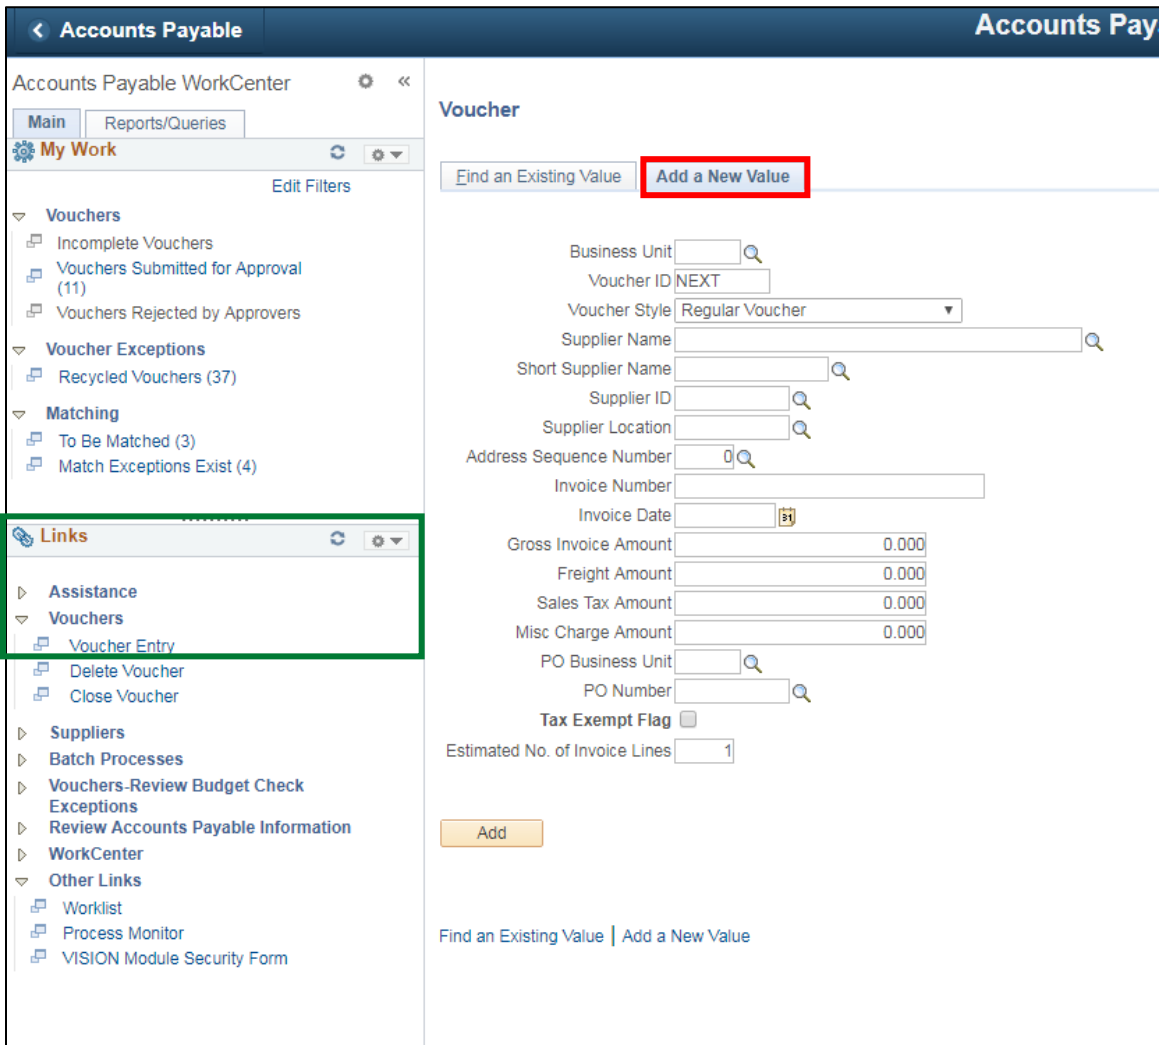 Accounts Payable
Accounts Pay
Accounts Payable WorkCenter
Main
Reports/Queries
My Work
Edit Filters
Vouchers
Incomplete Vouchers
Vouchers Submitted for Approval
(11)
Vouchers Rejected by Approvers
Voucher Exceptions
Recycled Vouchers (37)
Matching
To Be Matched (3)
Match Exceptions Exist (4)
Links
Assistance
Vouchers
Voucher Entry
Delete Voucher
Close Voucher
Suppliers
Batch Processes
Vouchers-Review Budget Check
Exceptions
Review Accounts Payable Information
WorkCenter
Other Links
Worklist
Process Monitor
VISION Module Security Form
Voucher
Find an Existing Value
Add a New Value
Business Unit
Voucher ID NEXT
Voucher Style Regular Voucher
Supplier Name
Short Supplier Name
Supplier ID
Supplier Location
Address Sequence Number 0
Invoice Number
Invoice Date 31
Gross Invoice Amount 0.000
Freight Amount 0.000
Sales Tax Amount 0.000
Misc Charge Amount 0.000
PO Business Unit
PO Number
Tax Exempt Flag
Estimated No. of Invoice Lines 1
Add
Find an Existing Value | Add a New Value